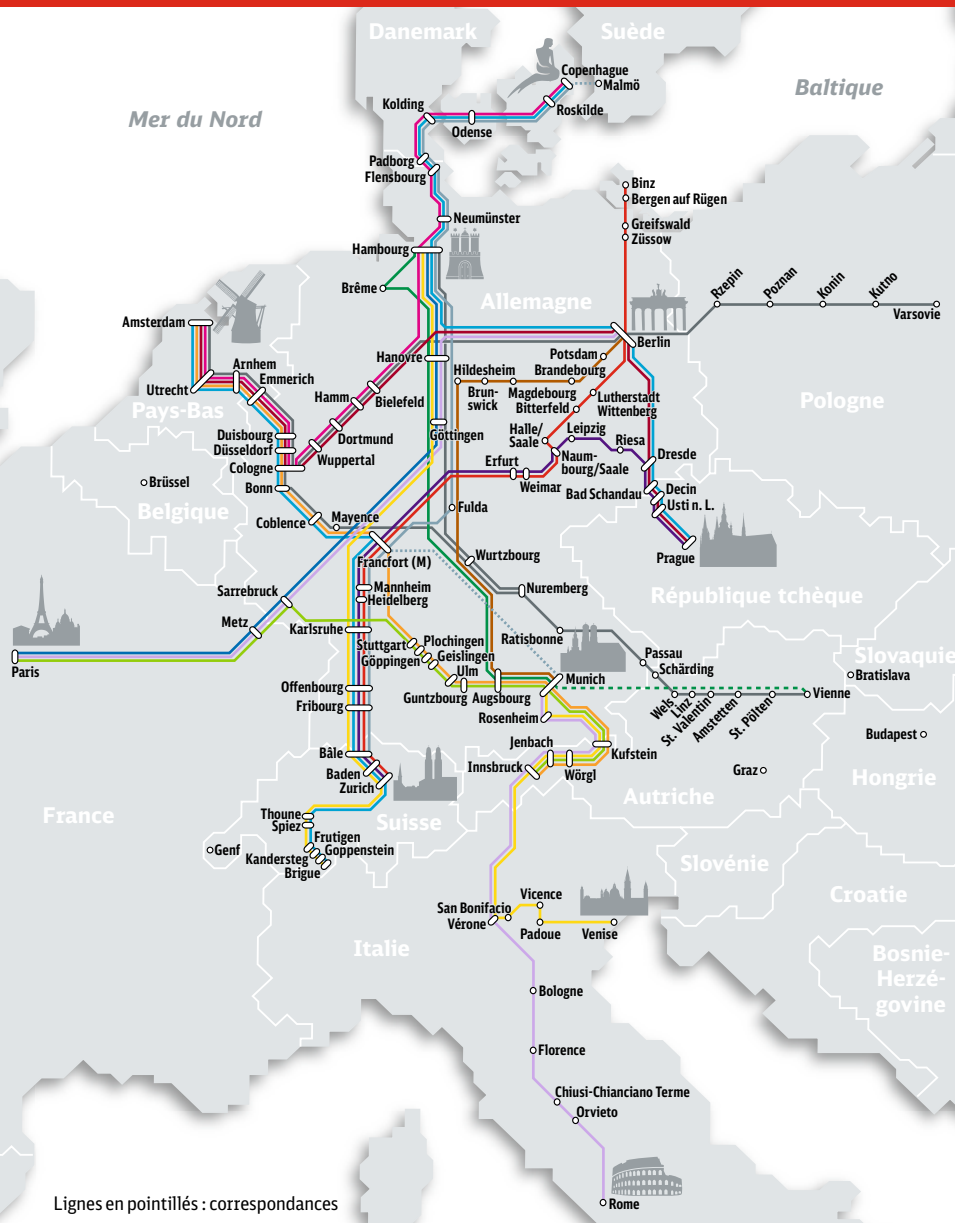 Danemark
Suède
Baltique
Mer du Nord
Copenhague
Malmö
Roskilde
Kolding
Odense
Padborg
Flensbourg
Neumünster
Binz
Bergen auf Rügen
Greifswald
Züssow
Hambourg
Brême
Allemagne
Rzepin
Poznan
Konin
Kutno
Varsovie
Amsterdam
Berlin
Hanovre
Potsdam
Brandebourg
Hildesheim
Brun-
swick
Magdebourg
Bitterfeld
Lutherstadt
Wittenberg
Arnhem
Emmerich
Utrecht
Pays-Bas
Hamm
Bielefeld
Pologne
Duisbourg
Düsseldorf
Cologne
Dortmund
Wuppertal
Göttingen
Halle/
Saale
Leipzig
Riesa
Naum-
bourg/Saale
Dresde
Erfurt
Weimar
Bad Schandau
Decin
Usti n. L.
Brüssel
Belgique
Bonn
Coblence
Mayence
Fulda
Prague
Francfort (M)
Wurtzbourg
Mannheim
Heidelberg
Nuremberg
République tchèque
Sarrebruck
Metz
Karlsruhe
Paris
Stuttgart
Göppingen
Plochingen
Geislingen
Ulm
Guntzbourg
Augsbourg
Ratisbonne
Munich
Passau
Schärding
Slovaquie
Bratislava
Offenbourg
Fribourg
Rosenheim
Wels
Linz
St. Valentin
Amstetten
St. Pölten
Vienne
Budapest
Bâle
Baden
Zurich
Jenbach
Innsbruck
Wörgl
Kufstein
Graz
Hongrie
Autriche
France
Thoune
Spiez
Suisse
Frutigen
Goppenstein
Kandersteg
Brigue
Genf
Slovénie
Croatie
San Bonifacio
Vérone
Vicence
Padoue
Venise
Italie
Bosnie-
Herzé-
govine
Bologne
Florence
Chiusi-Chianciano Terme
Orvieto
Rome
Lignes en pointillés : correspondances